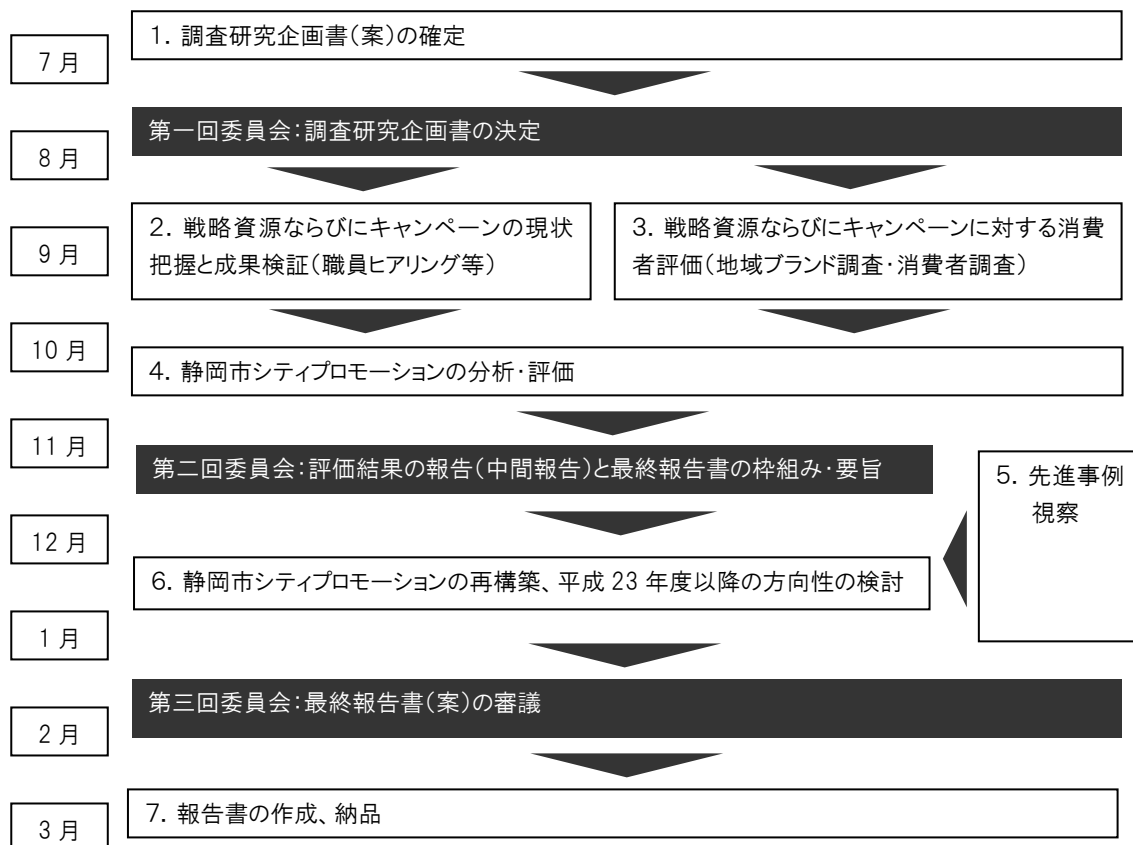 7月
1．調査研究企画書（案）の確定
8月
第一回委員会：調査研究企画書の決定
9月
2．戦略資源ならびにキャンペーンの現状
把握と成果検証（職員ヒアリング等）
3．戦略資源ならびにキャンペーンに対する消費
者評価（地域ブランド調査・消費者調査）
10月
4．静岡市シティプロモーションの分析・評価
11月
第二回委員会：評価結果の報告（中間報告）と最終報告書の枠組み・要旨
5．先進事例
視察
12月
6．静岡市シティプロモーションの再構築、平成23年度以降の方向性の検討
1月
第三回委員会：最終報告書（案）の審議
2月
7．報告書の作成、納品
3月